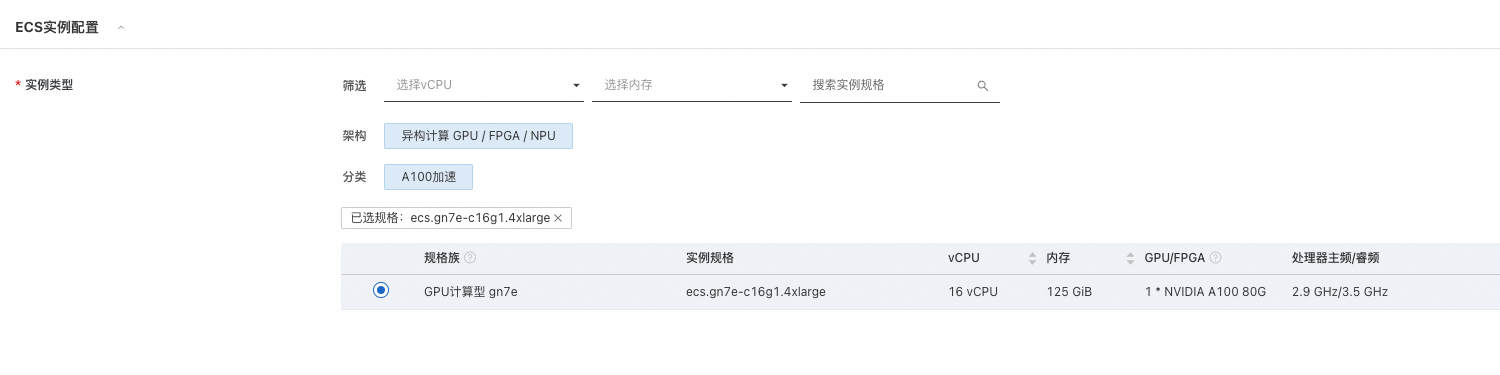 ECS实例配置
* 实例类型
筛选 选择vCPU 选择内存 搜索实例规格
架构 异构计算 GPU / FPGA / NPU
分类 A100加速
已选规格：ecs.gn7e-c16g1.4xlarge
规格族 实例规格 vCPU 内存 GPU/FPGA 处理器主频/睿频
GPU计算型 gn7e ecs.gn7e-c16g1.4xlarge 16 vCPU 125 GiB 1 * NVIDIA A100 80G 2.9 GHz/3.5 GHz